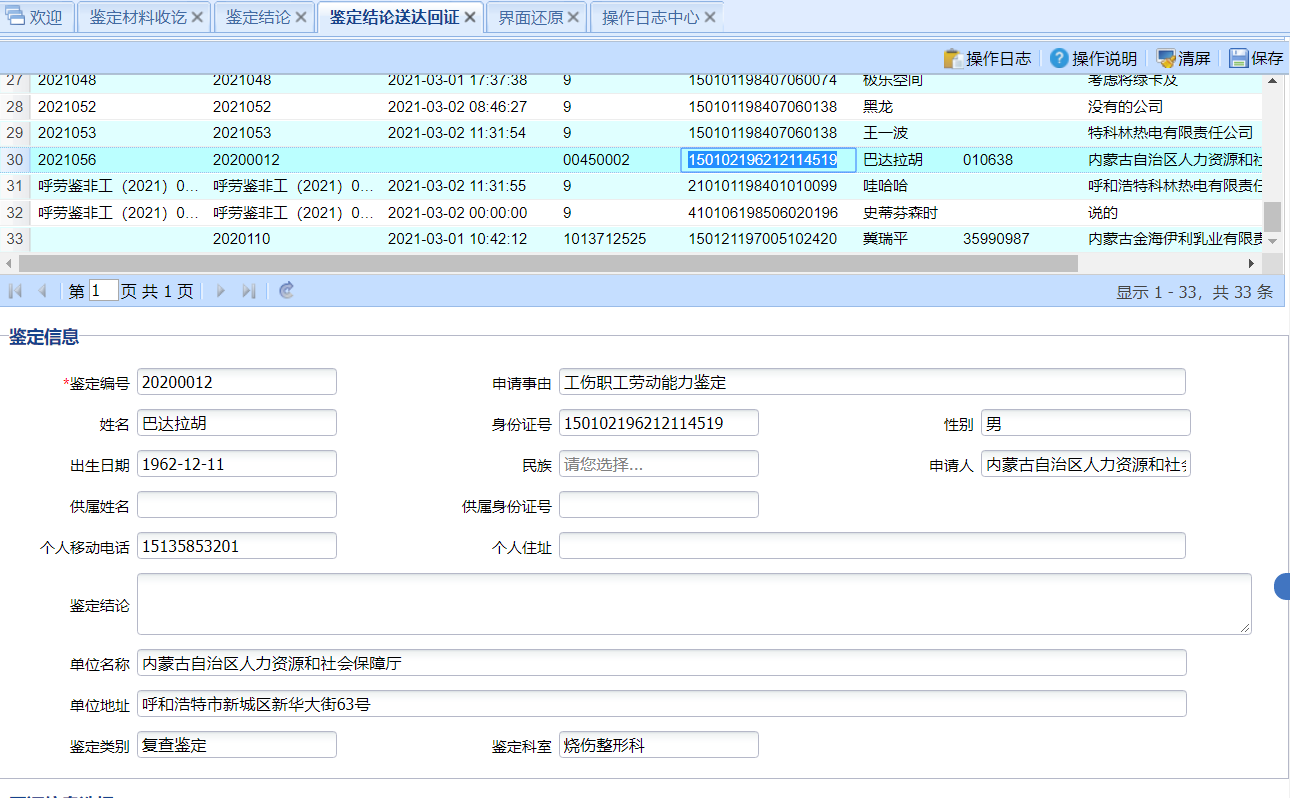 欢迎 鉴定材料收讫 鉴定结论 鉴定结论送达回证 界面还原 操作日志中心
操作日志 操作说明 清屏 保存
27 2021048 2021048 2021-03-01 17:37:38 9 150101198407060074 极乐空间 考虑将绿卡及
28 2021052 2021052 2021-03-02 08:46:27 9 150101198407060138 黑龙 没有的公司
29 2021053 2021053 2021-03-02 11:31:54 9 150101198407060138 王一波 特科林热电有限责任公司
30 2021056 20200012 00450002 150102196212114519 巴达拉胡 010638 内蒙古自治区人力资源和社
31 呼劳鉴非工（2021）0... 呼劳鉴非工（2021）0... 2021-03-02 11:31:55 9 210101198401010099 哇哈哈 呼和浩特科林热电有限责任
32 呼劳鉴非工（2021）0... 呼劳鉴非工（2021）0... 2021-03-02 00:00:00 9 410106198506020196 史蒂芬森时 说的
33 2020110 2021-03-01 10:42:12 1013712525 150121197005102420 冀瑞平 35990987 内蒙古金海伊利乳业有限责
第 1 页 共 1 页 显示 1 - 33，共 33 条
鉴定信息
*鉴定编号 20200012 申请事由 工伤职工劳动能力鉴定
姓名 巴达拉胡 身份证号 150102196212114519 性别 男
出生日期 1962-12-11 民族 请您选择... 申请人 内蒙古自治区人力资源和社会
供属姓名 供属身份证号
个人移动电话 15135853201 个人住址
鉴定结论
单位名称 内蒙古自治区人力资源和社会保障厅
单位地址 呼和浩特市新城区新华大街63号
鉴定类别 复查鉴定 鉴定科室 烧伤整形科